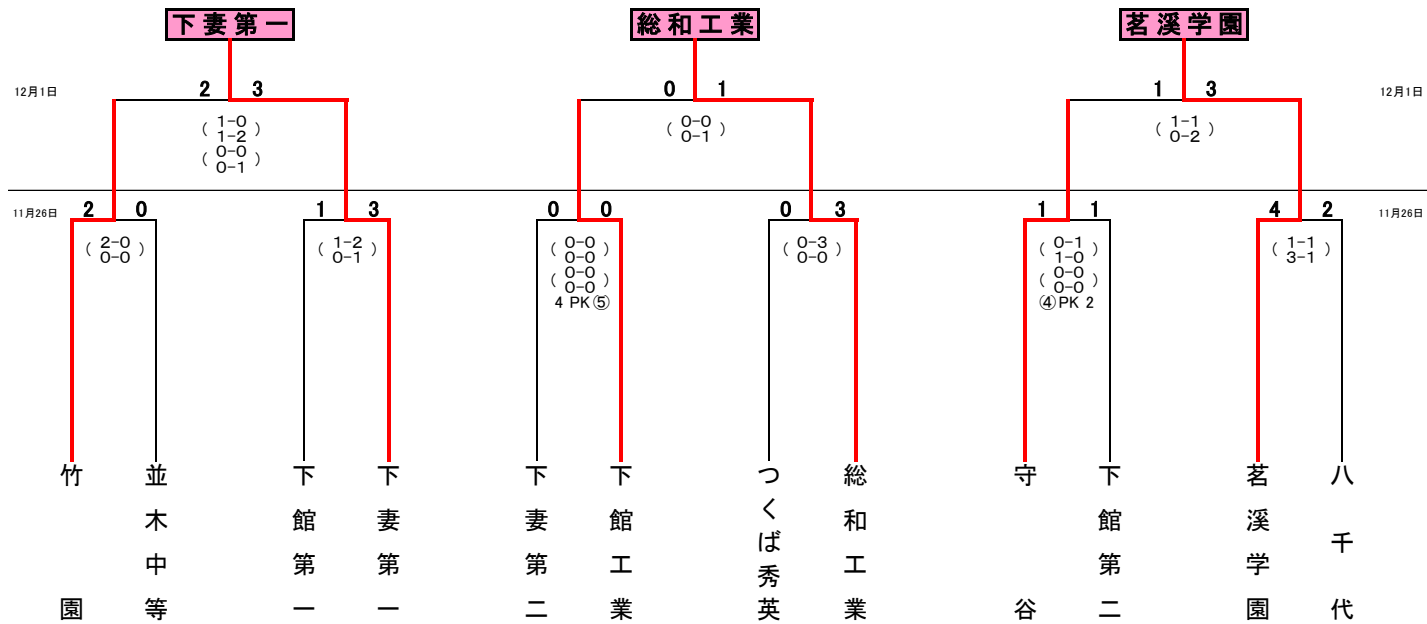 下妻第一
総和工業
茗溪学園
12月1日
2 3
0 1
1 3
12月1日
( 1-0
1-2 )
( 0-0
0-1 )
( 0-0
0-1 )
( 1-1
0-2 )
11月26日
2 0
1 3
0 0
0 3
1 1
4 2
11月26日
( 2-0
0-0 )
( 1-2
0-1 )
( 0-0
0-0 )
( 0-0
0-0 )
4 PK ⑤
( 0-3
0-0 )
( 0-1
1-0 )
( 0-0
0-0 )
④ PK 2
( 1-1
3-1 )
竹園
並木中等
下館第一
下妻第一
下妻第二
下館工業
つくば秀英
総和工業
守谷
下館第二
茗溪学園
八千代